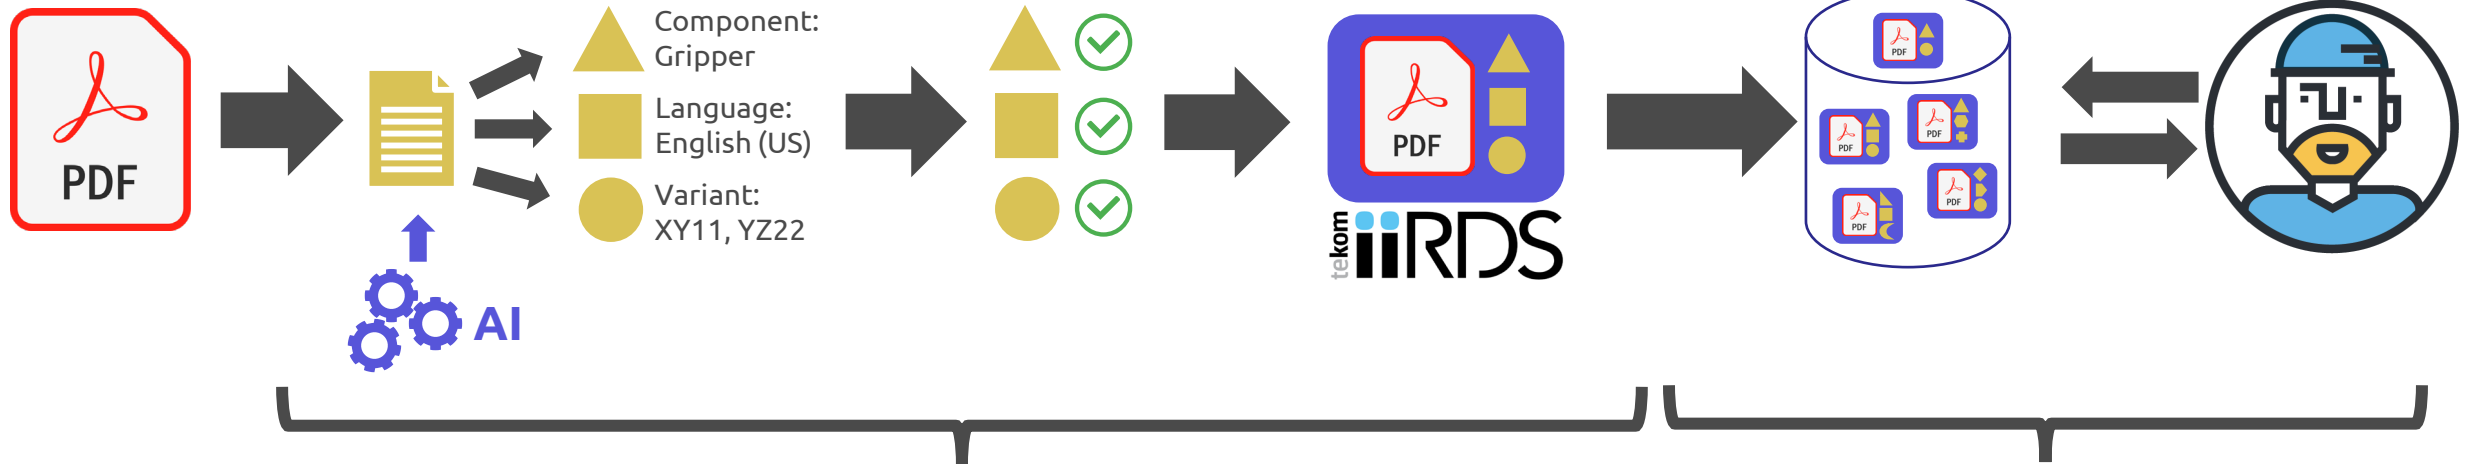 PDF
Component:
Gripper
Language:
English (US)
Variant:
XY11, YZ22
AI
PDF
tekom
iiRDS
PDF
PDF
PDF
PDF
PDF